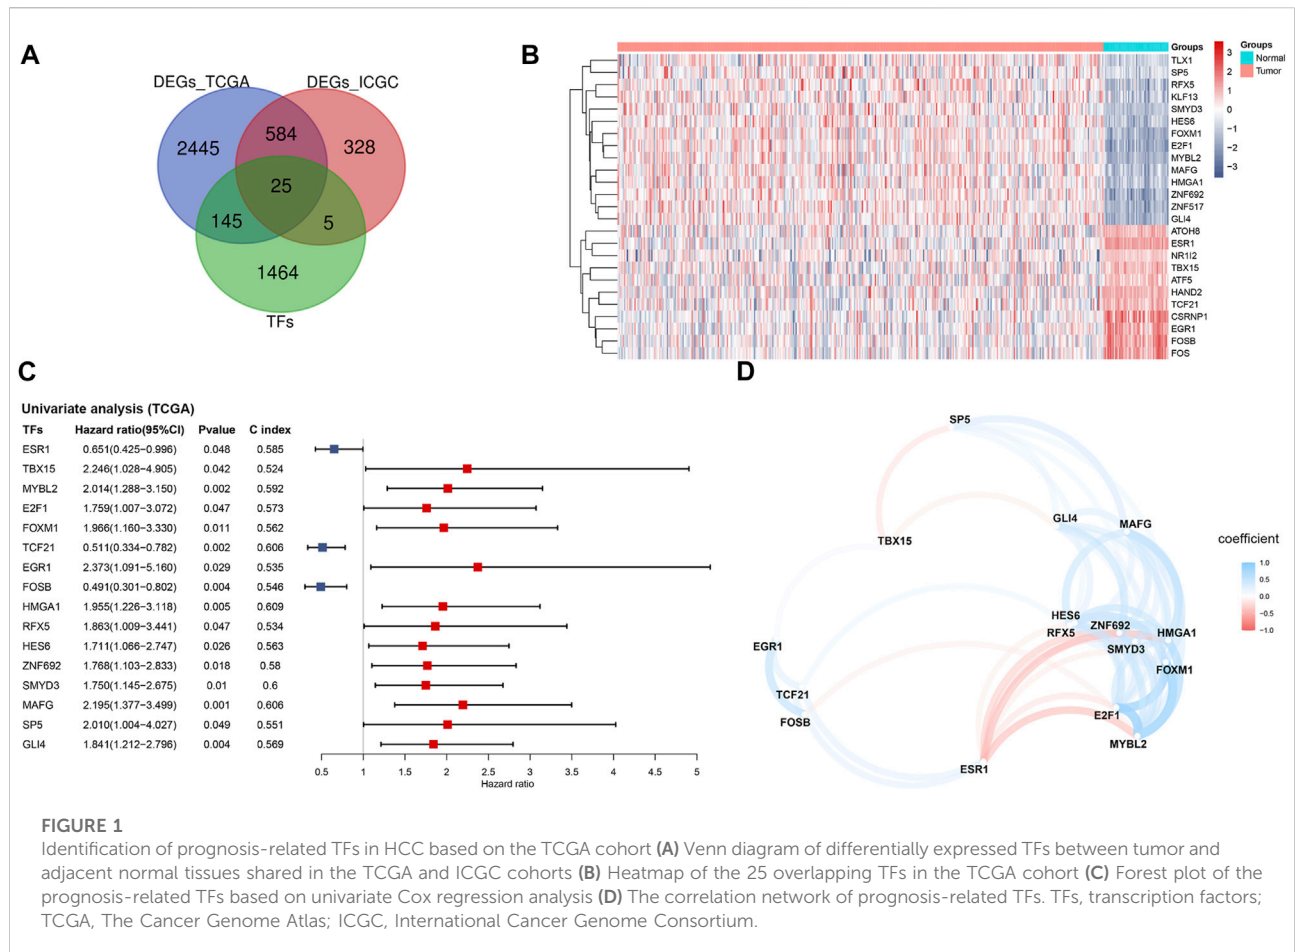 A
DEGs_TCGA
DEGs_ICGC
2445
584
328
25
145
5
1464
TFs
B
Groups
TLX1
SP5
RFX5
KLF13
SMYD3
HES6
FOXM1
E2F1
MYBL2
MAFG
HMGA1
ZNF692
ZNF517
GLI4
ATOH8
ESR1
NR1I2
TBX15
ATF5
HAND2
TCF21
CSRNP1
EGR1
FOSB
FOS
3
2
1
0
−1
−2
−3
Groups
Normal
Tumor
C
Univariate analysis (TCGA)
TFs Hazard ratio(95%CI) Pvalue C index
ESR1 0.651(0.425−0.996) 0.048 0.585
TBX15 2.246(1.028−4.905) 0.042 0.524
MYBL2 2.014(1.288−3.150) 0.002 0.592
E2F1 1.759(1.007−3.072) 0.047 0.573
FOXM1 1.966(1.160−3.330) 0.011 0.562
TCF21 0.511(0.334−0.782) 0.002 0.606
EGR1 2.373(1.091−5.160) 0.029 0.535
FOSB 0.491(0.301−0.802) 0.004 0.546
HMGA1 1.955(1.226−3.118) 0.005 0.609
RFX5 1.863(1.009−3.441) 0.047 0.534
HES6 1.711(1.066−2.747) 0.026 0.563
ZNF692 1.768(1.103−2.833) 0.018 0.58
SMYD3 1.750(1.145−2.675) 0.01 0.6
MAFG 2.195(1.377−3.499) 0.001 0.606
SP5 2.010(1.004−4.027) 0.049 0.551
GLI4 1.841(1.212−2.796) 0.004 0.569
0.5 1 1.5 2 2.5 3 3.5 4 4.5 5
Hazard ratio
D
SP5
GLI4
MAFG
TBX15
HES6
ZNF692
RFX5
HMGA1
SMYD3
EGR1
FOXM1
TCF21
E2F1
FOSB
MYBL2
ESR1
coefficient
1.0
0.5
0.0
−0.5
−1.0
FIGURE 1
Identification of prognosis-related TFs in HCC based on the TCGA cohort (A) Venn diagram of differentially expressed TFs between tumor and
adjacent normal tissues shared in the TCGA and ICGC cohorts (B) Heatmap of the 25 overlapping TFs in the TCGA cohort (C) Forest plot of the
prognosis-related TFs based on univariate Cox regression analysis (D) The correlation network of prognosis-related TFs. TFs, transcription factors;
TCGA, The Cancer Genome Atlas; ICGC, International Cancer Genome Consortium.